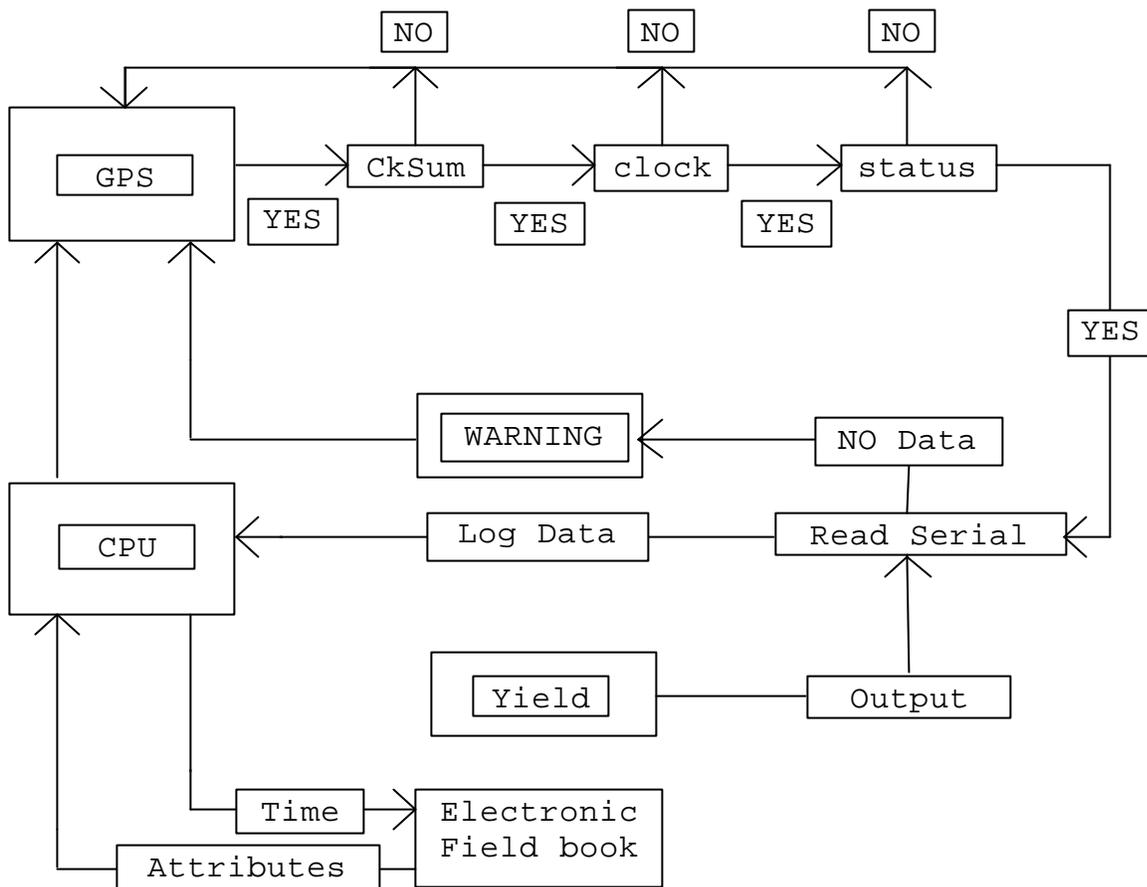 NO
NO
NO
GPS
CkSum
clock
status
YES
YES
YES
YES
WARNING
NO Data
CPU
Log Data
Read Serial
Yield
Output
Time
Electronic
Field book
Attributes